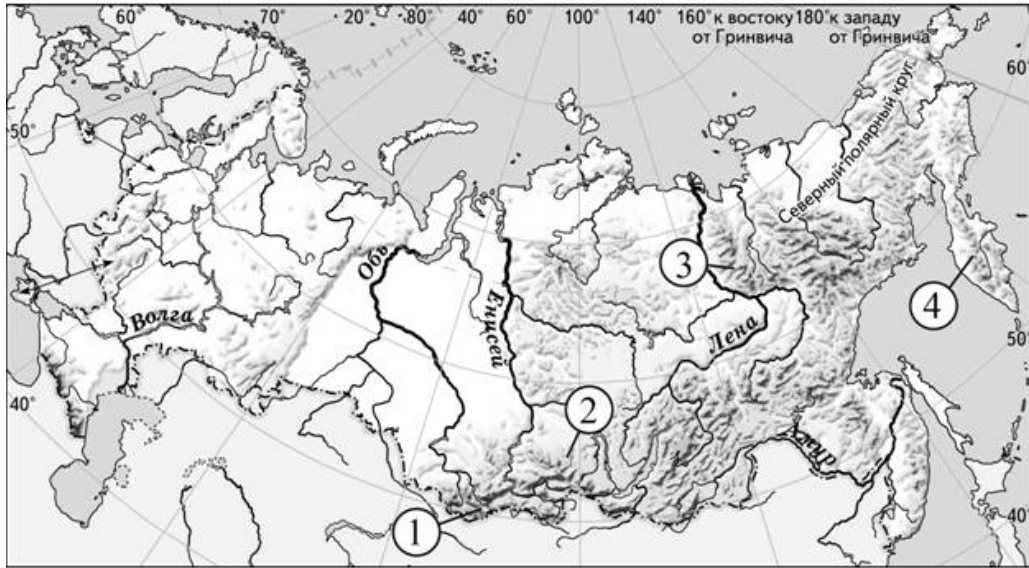 60° 70° 20° 80° 40° 60° 100° 140° 160° к востоку 180° к западу
от Гринвича от Гринвича
60°
50°
Северный полярный круг
Обь
3
4
Волга
Енисей
Лена
50°
40°
2
Амур
1
40°